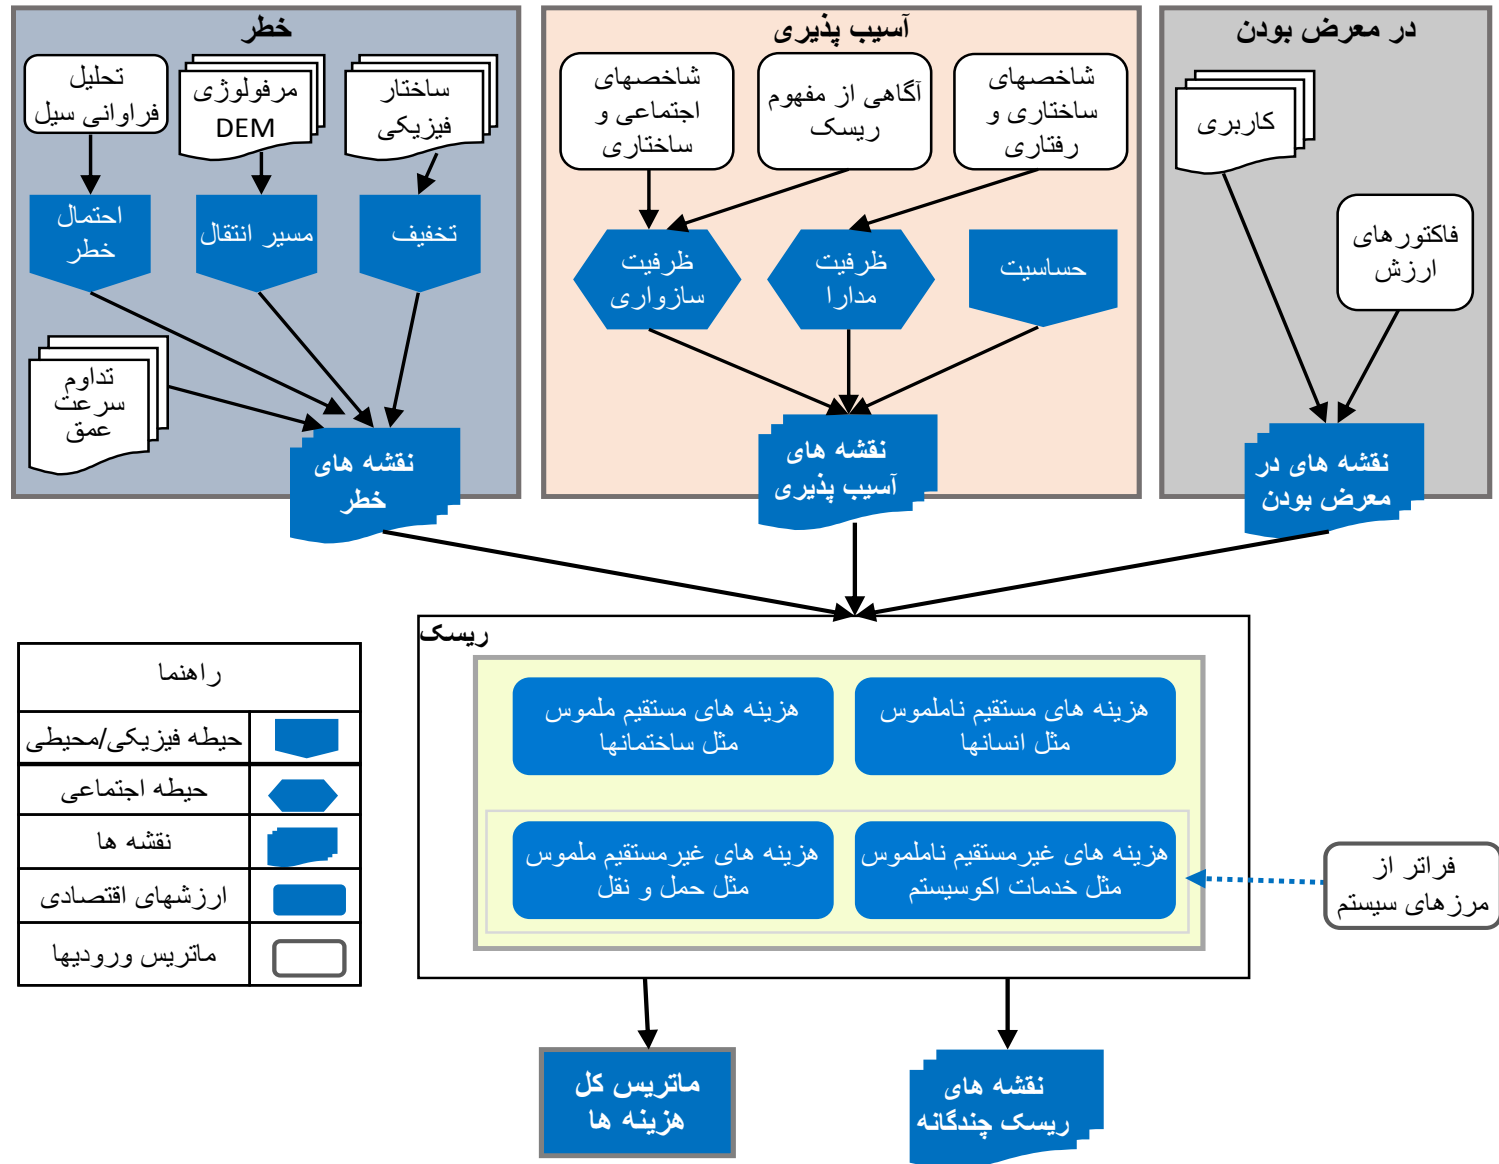 خطر
تحلیل
فراوانی سیل
مرفولوژی
DEM
ساختار
فیزیکی
احتمال
خطر
مسیر انتقال
تخفیف
تداوم
سرعت
عمق
نقشه های
خطر
آسیب پذیری
شاخصهای
اجتماعی و
ساختاری
آگاهی از مفهوم
ریسک
شاخصهای
ساختاری و
رفتاری
ظرفیت
سازواری
ظرفیت
مدارا
حساسیت
نقشه های
آسیب پذیری
در معرض بودن
کاربری
فاکتورهای
ارزش
نقشه های در
معرض بودن
ریسک
هزینه های مستقیم ملموس
مثل ساختمانها
هزینه های مستقیم ناملموس
مثل انسانها
هزینه های غیرمستقیم ملموس
مثل حمل و نقل
هزینه های غیرمستقیم ناملموس
مثل خدمات اکوسیستم
فراتر از
مرزهای سیستم
راهنما
حیطه فیزیکی/محیطی
حیطه اجتماعی
نقشه ها
ارزشهای اقتصادی
ماتریس ورودیها
ماتریس کل
هزینه ها
نقشه های
ریسک چندگانه